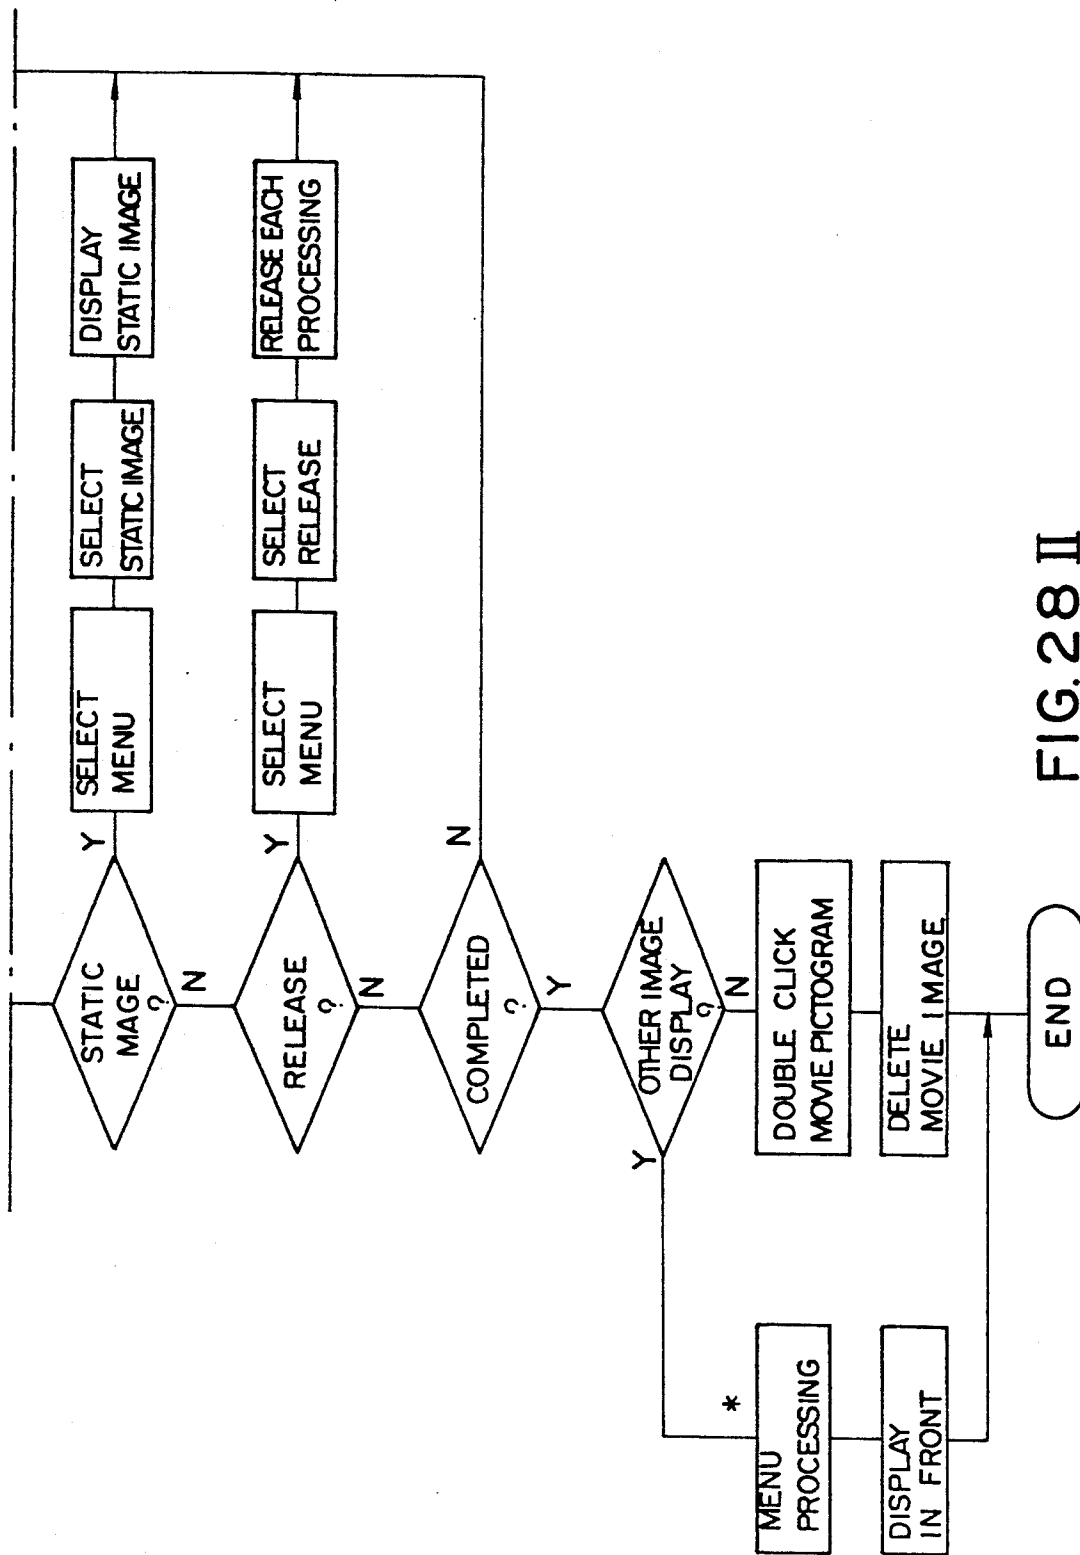 STATIC
MAGE
?
Y
SELECT
MENU
SELECT
STATIC IMAGE
DISPLAY
STATIC IMAGE
N
RELEASE
?
Y
SELECT
MENU
SELECT
RELEASE
RELEASE EACH
PROCESSING
N
COMPLETED
?
N
Y
OTHER IMAGE
DISPLAY
?
Y
N
*
MENU
PROCESSING
DOUBLE CLICK
MOVIE PICTOGRAM
DISPLAY
IN FRONT
DELETE
MOVIE IMAGE
END
FIG. 28 II